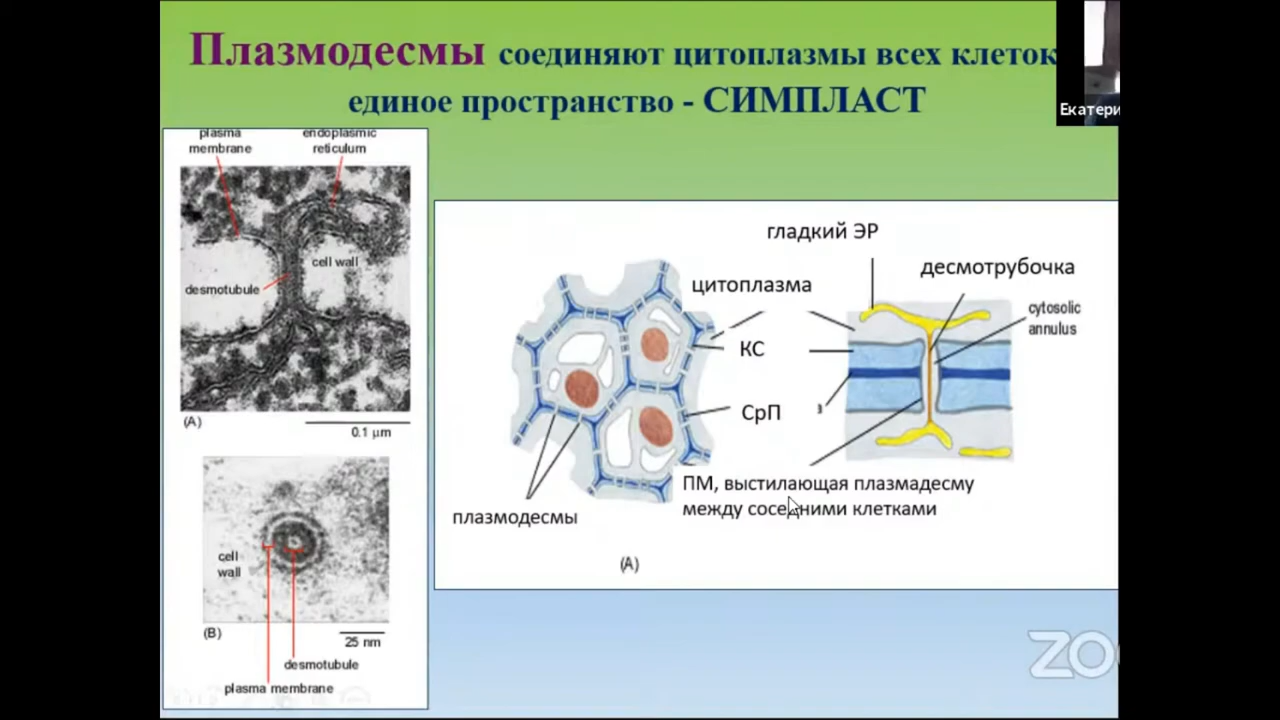 Плазмодесмы соединяют цитоплазмы всех клеток
единое пространство - СИМПЛАСТ
Екатери
plasma
membrane
endoplasmic
reticulum
cell wall
desmotubule
(A)
0.1 µm
cell
wall
(B)
25 nm
desmotubule
plasma membrane
гладкий ЭР
цитоплазма
десмотрубочка
cytosolic
annulus
КС
СрП
з
ПМ, выстилающая плазмадесму
между соседними клетками
плазмодесмы
(A)
ZO